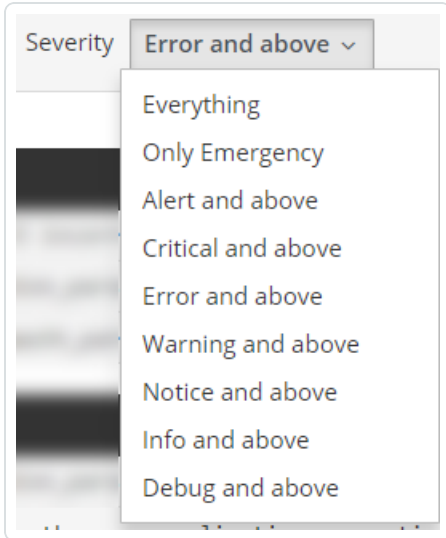 Severity Error and above
Everything
Only Emergency
Alert and above
Critical and above
Error and above
Warning and above
Notice and above
Info and above
Debug and above